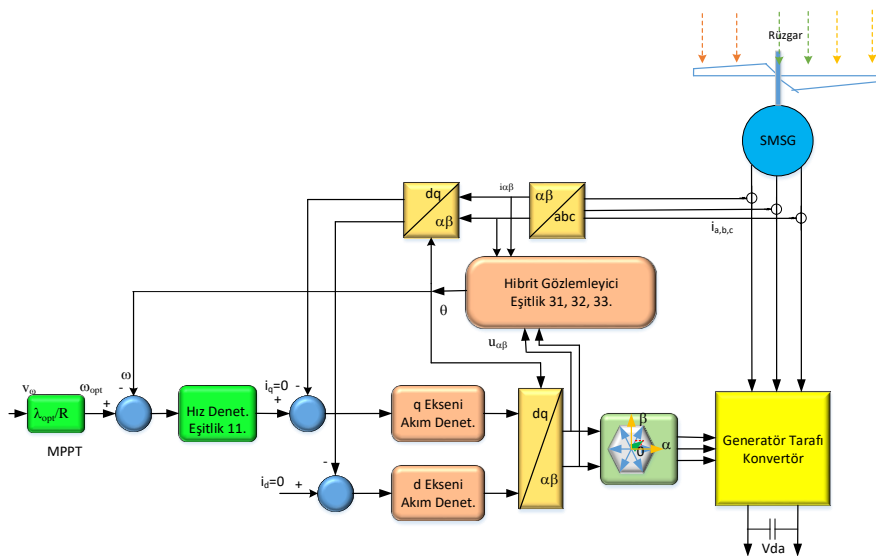 Rüzgar
SMSG
dq
αβ
iαβ
αβ
abc
i a,b,c
Hibrit Gözlemleyici
Eşitlik 31, 32, 33.
θ
uαβ
vω
λopt/R
MPPT
ωopt
ω
-
+
Hız Denet.
Eşitlik 11.
iq=0
+
-
q Ekseni
Akım Denet.
dq
αβ
β
α
0
Generatör Tarafı
Konvertör
-
id=0
+
d Ekseni
Akım Denet.
Vda